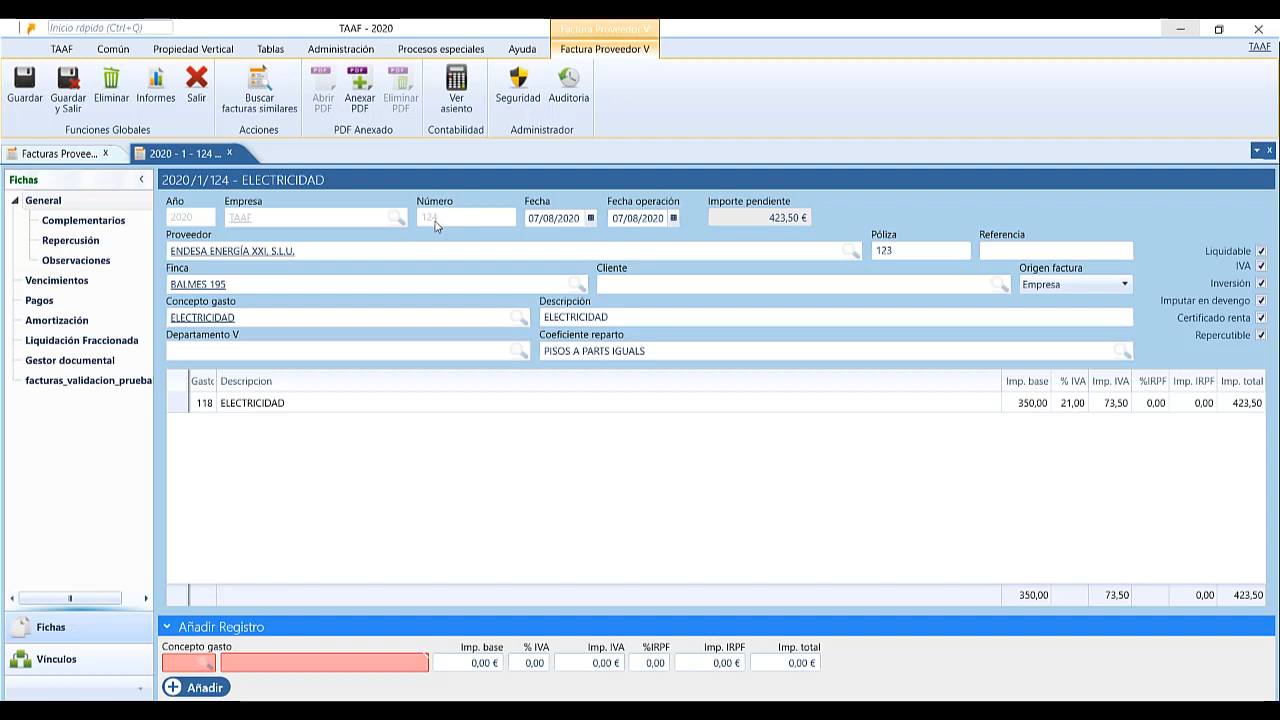 Inicio rápido (Ctrl+Q)
TAAF - 2020
Factura Proveedor V
TAAF Común Propiedad Vertical Tablas Administración Procesos especiales Ayuda Factura Proveedor V
TAAF
Guardar
Guardar y Salir
Eliminar
Informes
Salir
Buscar facturas similares
Abrir PDF
Anexar PDF
Eliminar PDF
Ver asiento
Seguridad
Auditoria
Funciones Globales Acciones PDF Anexado Contabilidad Administrador
Facturas Provee... x
2020 - 1 - 124 ... x
Fichas
General
Complementarios
Repercusión
Observaciones
Vencimientos
Pagos
Amortización
Liquidación Fraccionada
Gestor documental
facturas_validacion_prueba
Fichas
Vínculos
2020/1/124 - ELECTRICIDAD
Año Empresa Número Fecha Fecha operación Importe pendiente
2020 TAAF 124 07/08/2020 07/08/2020 423,50 €
Proveedor Póliza Referencia
ENDESA ENERGÍA XXI, S.L.U. 123
Finca Cliente Origen factura
BALMES 195 Empresa
Concepto gasto Descripción
ELECTRICIDAD ELECTRICIDAD
Departamento V Coeficiente reparto
PISOS A PARTS IGUALS
Liquidable
IVA
Inversión
Imputar en devengo
Certificado renta
Repercutible
Gasto Descripcion Imp. base % IVA Imp. IVA %IRPF Imp. IRPF Imp. total
118 ELECTRICIDAD 350,00 21,00 73,50 0,00 0,00 423,50
350,00 73,50 0,00 423,50
Añadir Registro
Concepto gasto Imp. base % IVA Imp. IVA %IRPF Imp. IRPF Imp. total
0,00 € 0,00 0,00 € 0,00 0,00 € 0,00 €
Añadir